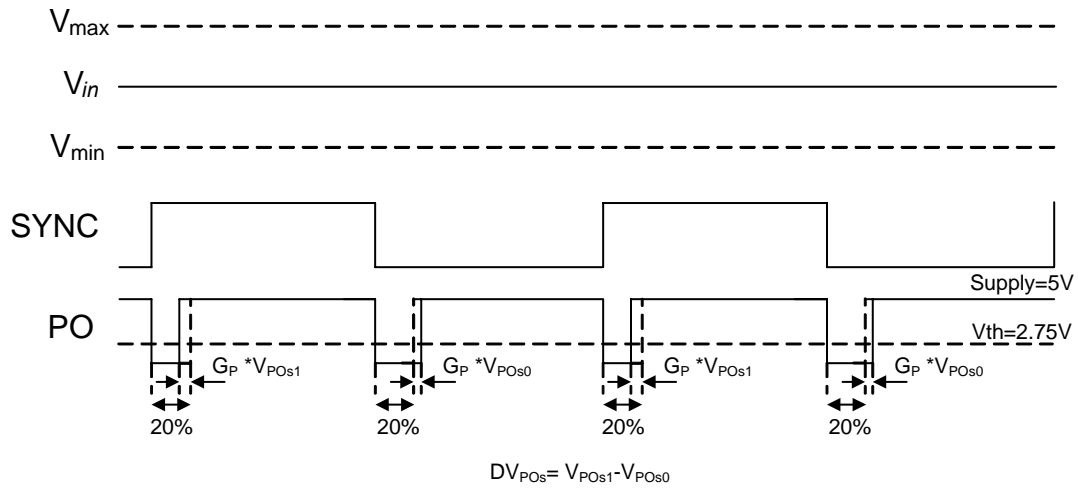 Vmax
Vin
Vmin
SYNC
Supply=5V
PO
Vth=2.75V
GP *VPOs1
GP *VPOs0
GP *VPOs1
GP *VPOs0
20%
20%
20%
20%
DVPOs= VPOs1-VPOs0